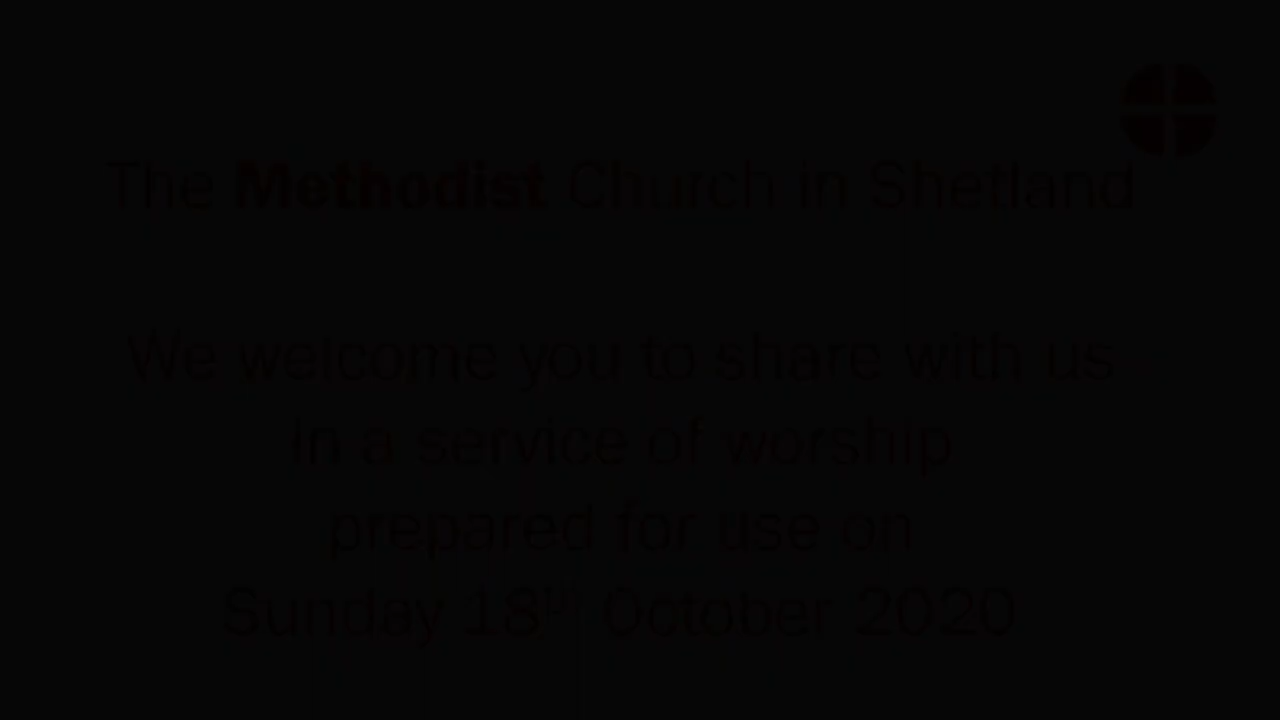 The Methodist Church in Shetland
We welcome you to share with us
in a service of worship
prepared for use on
Sunday 18th October 2020